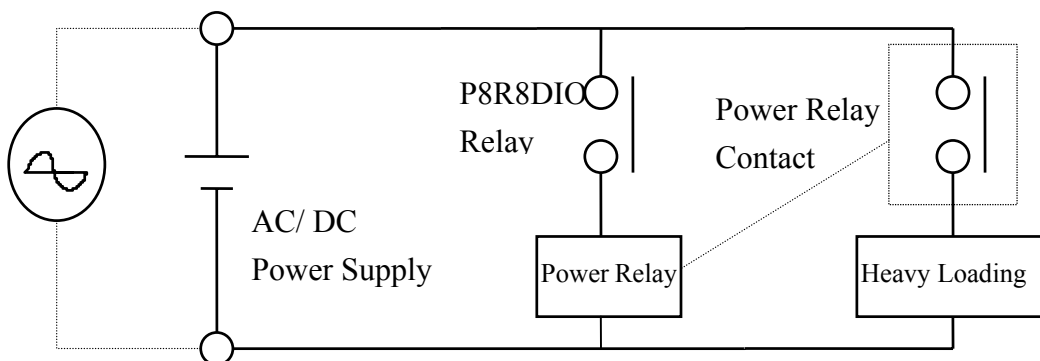 P8R8DIO
Relay
Power Relay
Contact
AC/ DC
Power Supply
Power Relay
Heavy Loading